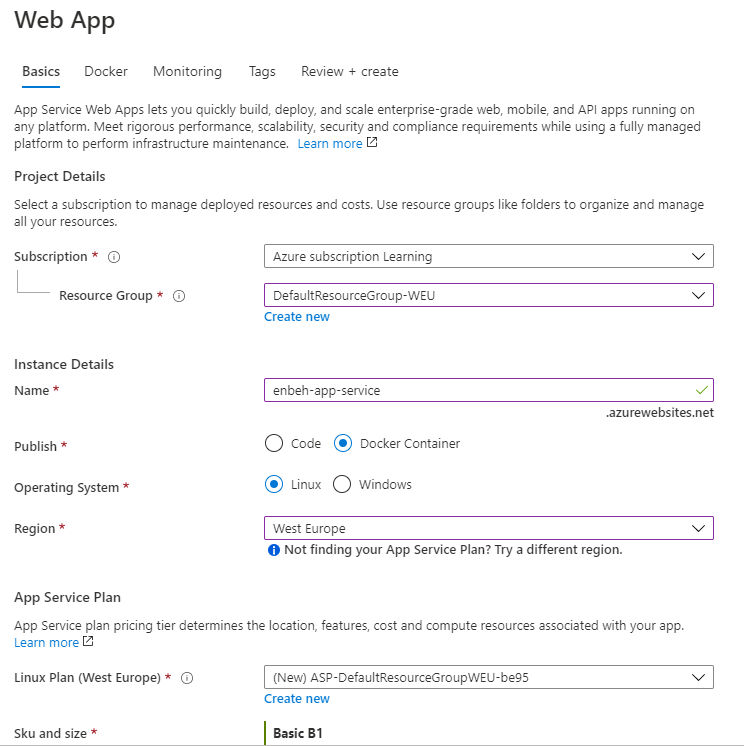 Web App
Basics Docker Monitoring Tags Review + create
App Service Web Apps lets you quickly build, deploy, and scale enterprise-grade web, mobile, and API apps running on
any platform. Meet rigorous performance, scalability, security and compliance requirements while using a fully managed
platform to perform infrastructure maintenance. Learn more
Project Details
Select a subscription to manage deployed resources and costs. Use resource groups like folders to organize and manage
all your resources.
Subscription * Azure subscription Learning
Resource Group * DefaultResourceGroup-WEU
Create new
Instance Details
Name * enbeh-app-service
.azurewebsites.net
Publish * Code Docker Container
Operating System * Linux Windows
Region * West Europe
Not finding your App Service Plan? Try a different region.
App Service Plan
App Service plan pricing tier determines the location, features, cost and compute resources associated with your app.
Learn more
Linux Plan (West Europe) * (New) ASP-DefaultResourceGroupWEU-be95
Create new
Sku and size * Basic B1